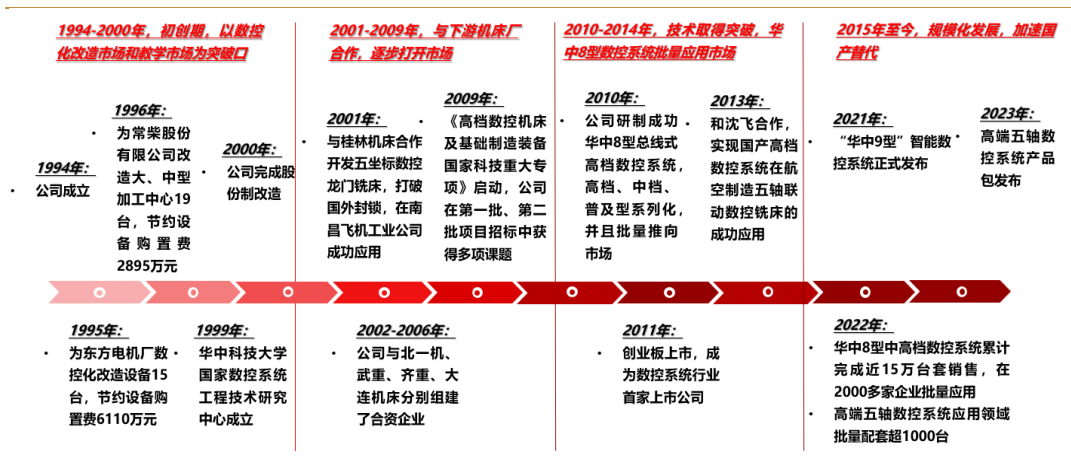 1994-2000年，初创期，以数控
化改造市场和教学市场为突破口
2001-2009年，与下游机床厂
合作，逐步打开市场
2010-2014年，技术取得突破，华
中8型数控系统批量应用市场
2015年至今，规模化发展，加速国
产替代
1994年：
• 公司成立
1996年：
• 为常柴股份
有限公司改
造大、中型
加工中心19
台，节约设
备购置费
2895万元
2000年：
• 公司完成股
份制改造
2001年：
• 与桂林机床合作
开发五坐标数控
龙门铣床，打破
国外封锁，在南
昌飞机工业公司
成功应用
2009年：
• 《高档数控机床
及基础制造装备
国家科技重大专
项》启动，公司
在第一批、第二
批项目招标中获
得多项课题
2010年：
• 公司研制成功
华中8型总线式
高档数控系统，
高档、中档、
普及型系列化，
并且批量推向
市场
2013年：
• 和沈飞合作，
实现国产高档
数控系统在航
空制造五轴联
动数控铣床的
成功应用
2021年：
• “华中9型”智能数
控系统正式发布
2023年：
• 高端五轴数
控系统产品
包发布
1995年：
• 为东方电机厂数
控化改造设备15
台，节约设备购
置费6110万元
1999年：
• 华中科技大学
国家数控系统
工程技术研究
中心成立
2002-2006年：
• 公司与北一机、
武重、齐重、大
连机床分别组建
了合资企业
2011年：
• 创业板上市，成
为数控系统行业
首家上市公司
2022年：
• 华中8型中高档数控系统累计
完成近15万台套销售，在
2000多家企业批量应用
• 高端五轴数控系统应用领域
批量配套超1000台